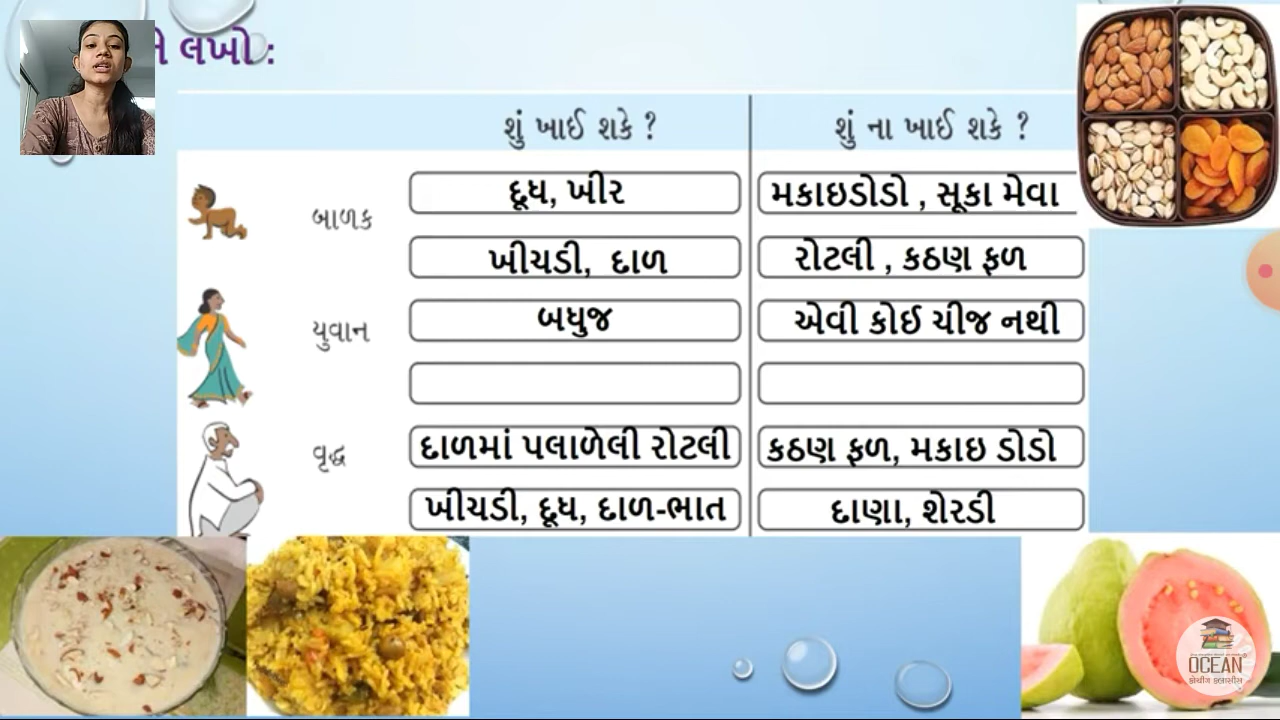 લખો :
શું ખાઈ શકે ?
શું ના ખાઈ શકે ?
બાળક
દૂધ, ખીર
મકાઇડોડો , સૂકા મેવા
ખીચડી, દાળ
રોટલી , કઠણ ફળ
યુવાન
બધુજ
એવી કોઈ ચીજ નથી
વૃદ્ધ
દાળમાં પલાળેલી રોટલી
કઠણ ફળ, મકાઇ ડોડો
ખીચડી, દૂધ, દાળ-ભાત
દાણા, શેરડી
OCEAN
કોચીંગ ક્લાસીસ